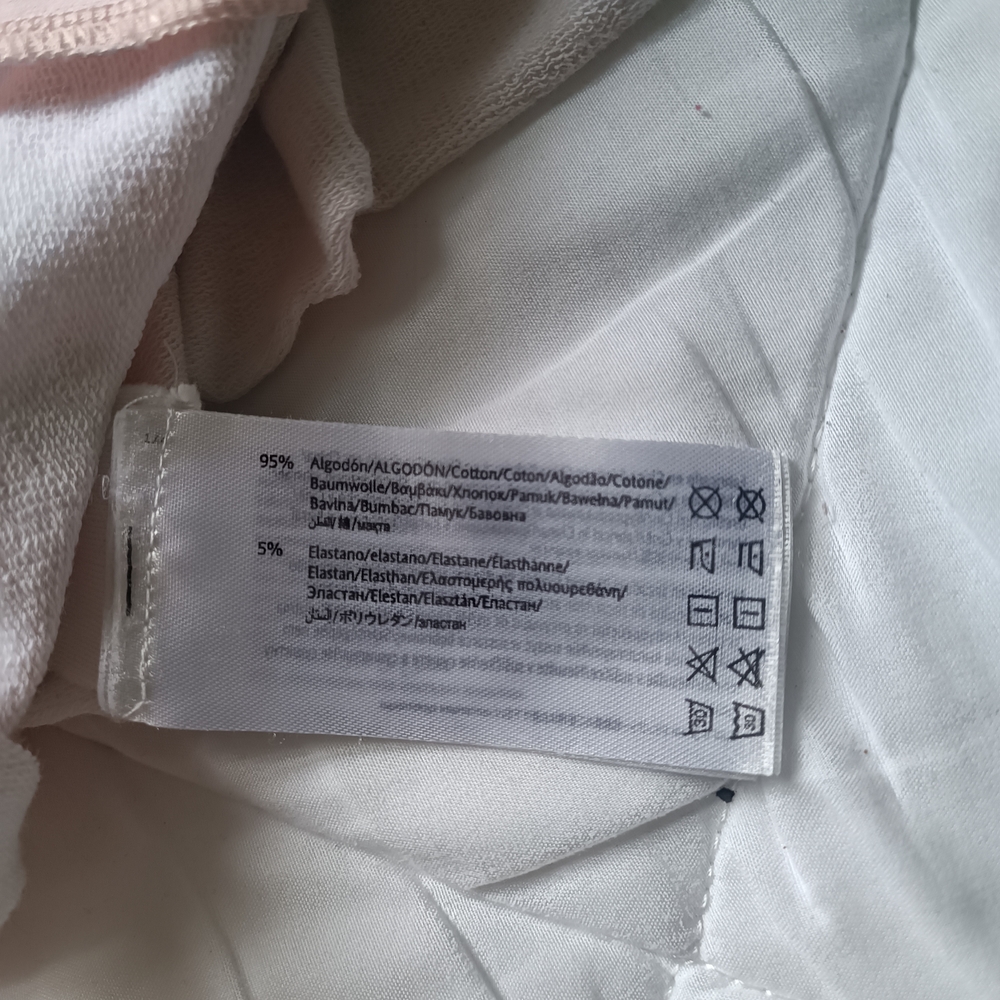 95% Algodón/ALGODÓN/Cotton/Coton/Algodão/Cotone/
Baumwolle/Βαμβάκι/Хлопок/Pamuk/Bawełna/Pamut/
Bavlna/Bumbac/Памук/Бавовна
قطن/棉/мақта
5% Elastano/elastano/Elastane/Élasthanne/
Elastan/Elasthan/Ελαστομερής πολυουρεθάνη/
Эластан/Elestan/Elasztán/Еластан/
/ポリウレタン/эластан
30 30